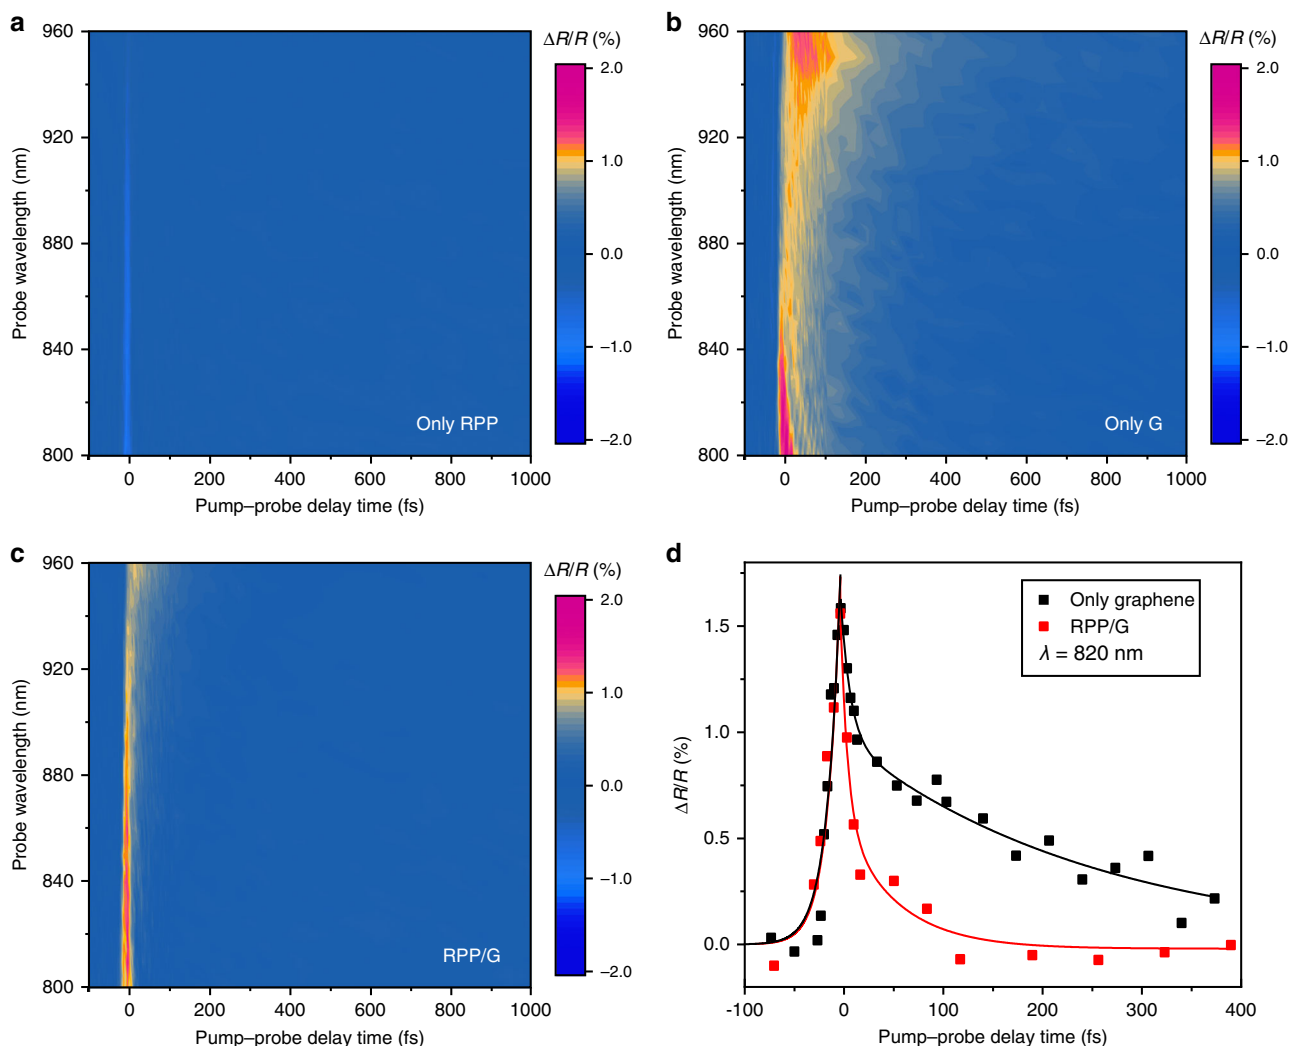 a
960
920
880
840
800
Probe wavelength (nm)
0
200
400
600
800
1000
Pump–probe delay time (fs)
Only RPP
ΔR/R (%)
2.0
1.0
0.0
−1.0
−2.0
b
960
920
880
840
800
Probe wavelength (nm)
0
200
400
600
800
1000
Pump–probe delay time (fs)
Only G
ΔR/R (%)
2.0
1.0
0.0
−1.0
−2.0
c
960
920
880
840
800
Probe wavelength (nm)
0
200
400
600
800
1000
Pump–probe delay time (fs)
RPP/G
ΔR/R (%)
2.0
1.0
0.0
−1.0
−2.0
d
1.5
1.0
0.5
0.0
ΔR/R (%)
-100
0
100
200
300
400
Pump–probe delay time (fs)
Only graphene
RPP/G
λ = 820 nm